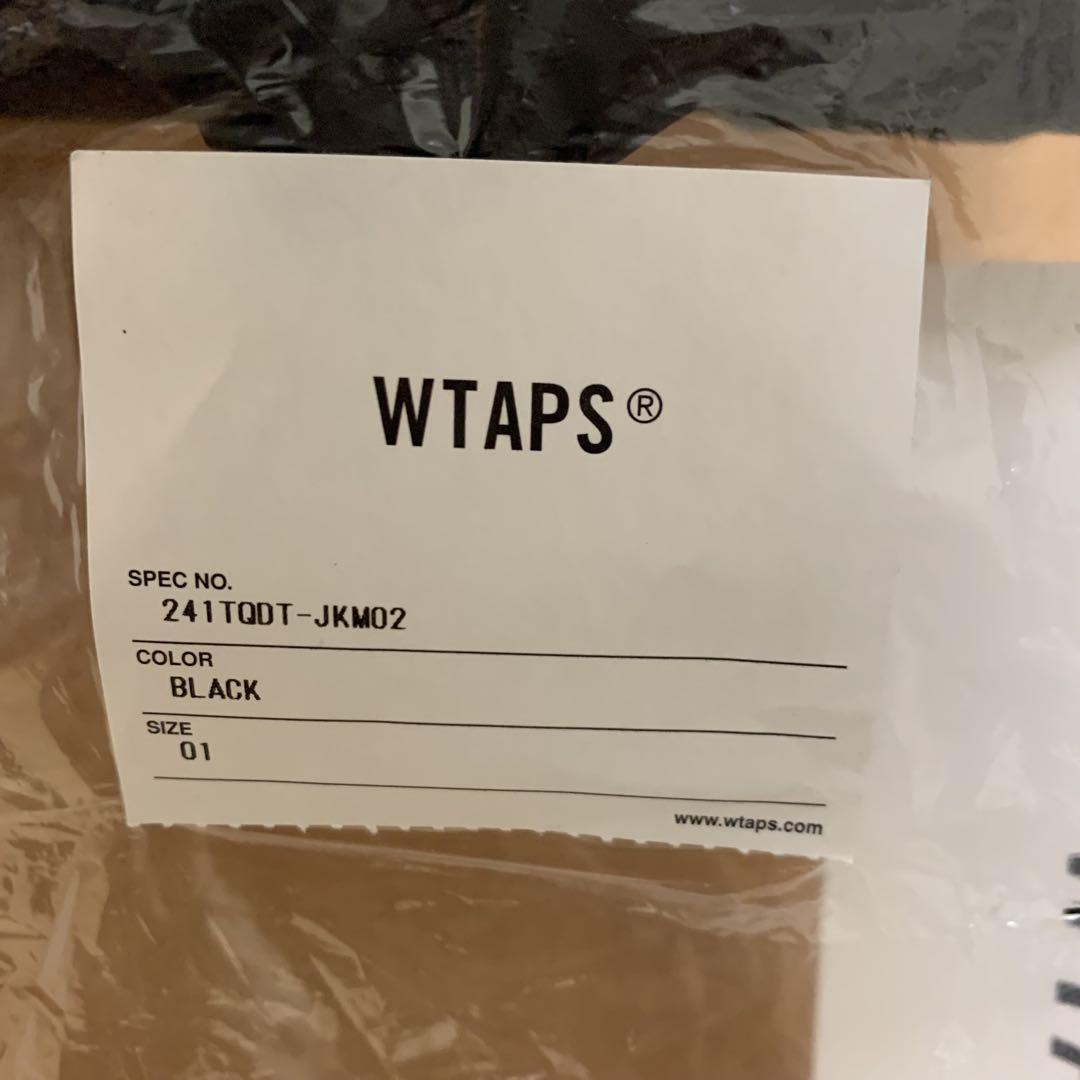 WTAPS®
SPEC NO.
241TQDT-JKM02
COLOR
BLACK
SIZE
01
www.wtaps.com